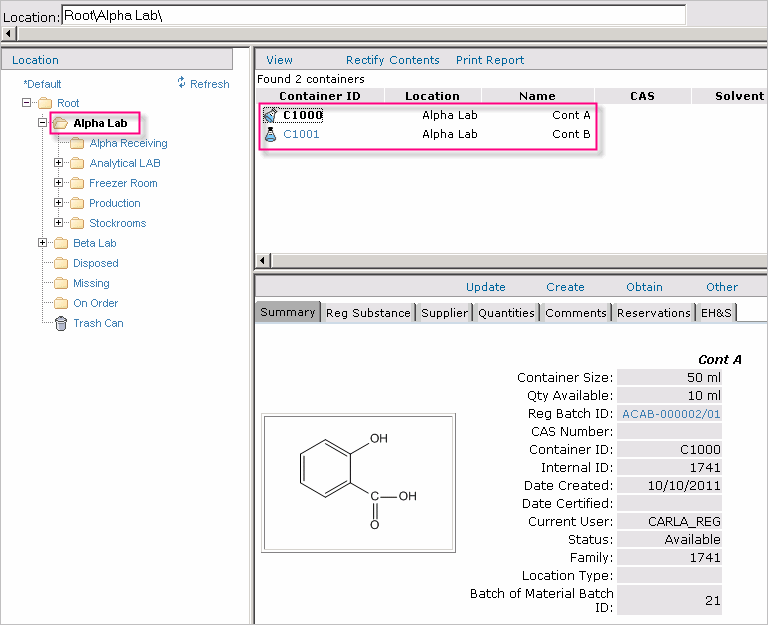 Location: Root\Alpha Lab\
Location
*Default Refresh
Root
Alpha Lab
Alpha Receiving
Analytical LAB
Freezer Room
Production
Stockrooms
Beta Lab
Disposed
Missing
On Order
Trash Can
View Rectify Contents Print Report
Found 2 containers
Container ID Location Name CAS Solvent
C1000 Alpha Lab Cont A
C1001 Alpha Lab Cont B
Update Create Obtain Other
Summary Reg Substance Supplier Quantities Comments Reservations EH&S
Cont A
Container Size: 50 ml
Qty Available: 10 ml
Reg Batch ID: ACAB-000002/01
CAS Number:
Container ID: C1000
Internal ID: 1741
Date Created: 10/10/2011
Date Certified:
Current User: CARLA_REG
Status: Available
Family: 1741
Location Type:
Batch of Material Batch
ID: 21
OH
C OH
O